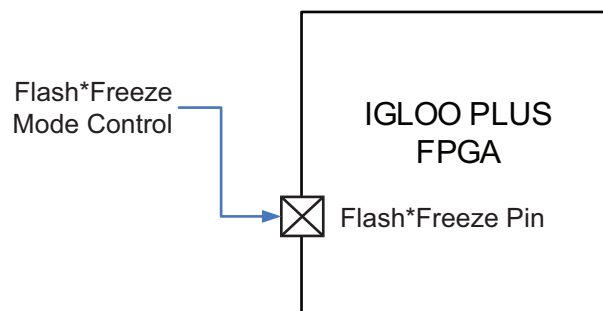 Flash*Freeze
Mode Control
IGLOO PLUS
FPGA
Flash*Freeze Pin